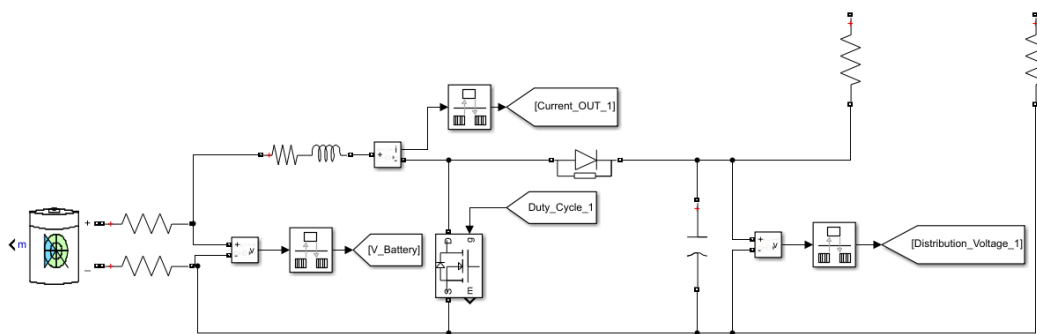 [Current_OUT_1]
+
i
-
Duty_Cycle_1
m
+
_
+
-
v
[V_Battery]
D
g
S
m
+
-
v
[Distribution_Voltage_1]